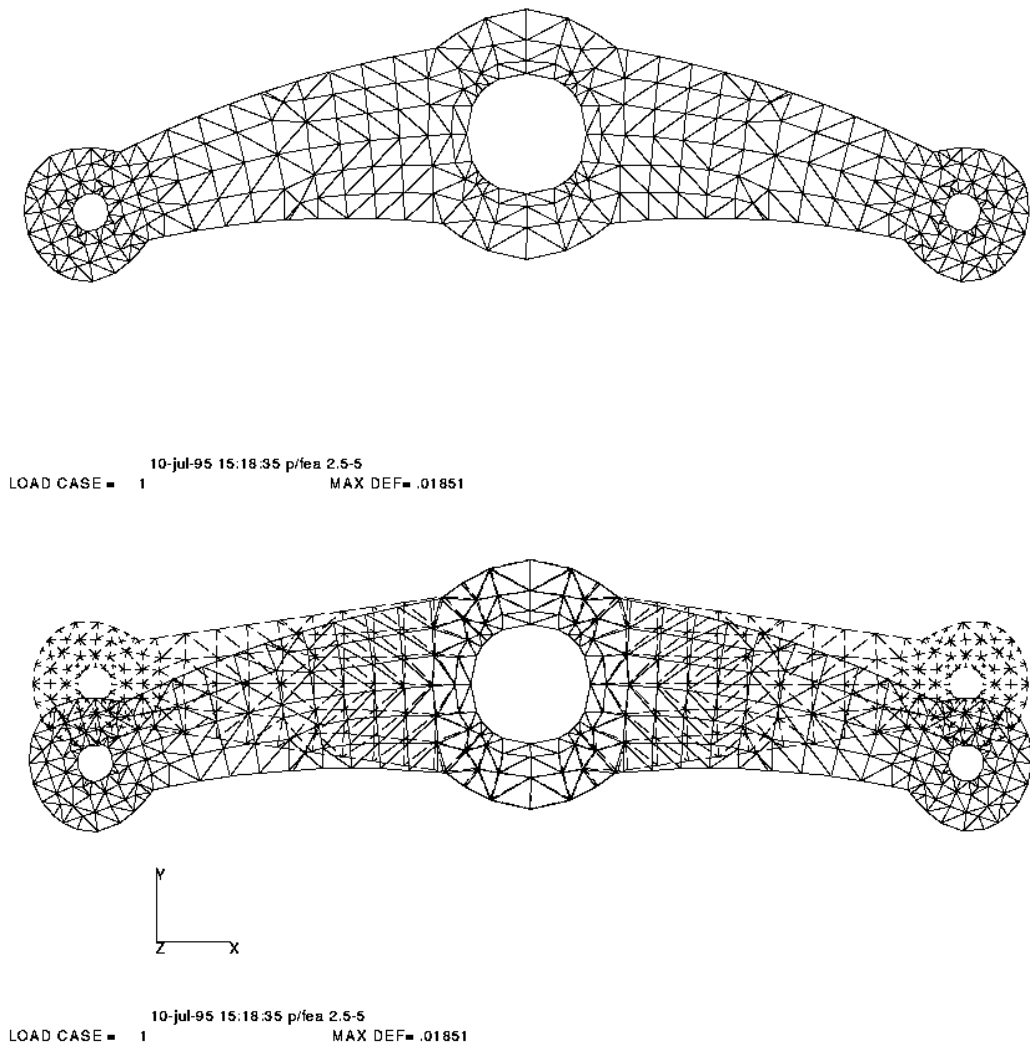 10-jul-95 15:18:35 p/fea 2.5-5
LOAD CASE = 1 MAX DEF= .01851
Y
Z X
10-jul-95 15:18:35 p/fea 2.5-5
LOAD CASE = 1 MAX DEF= .01851